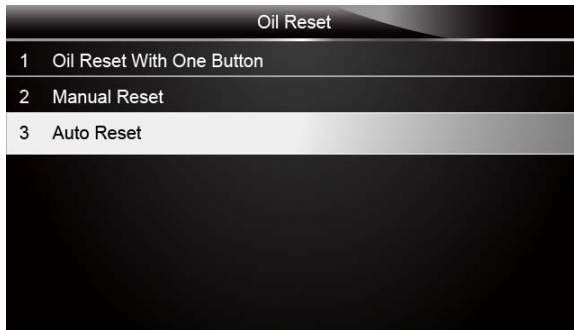 Oil Reset
1 Oil Reset With One Button
2 Manual Reset
3 Auto Reset